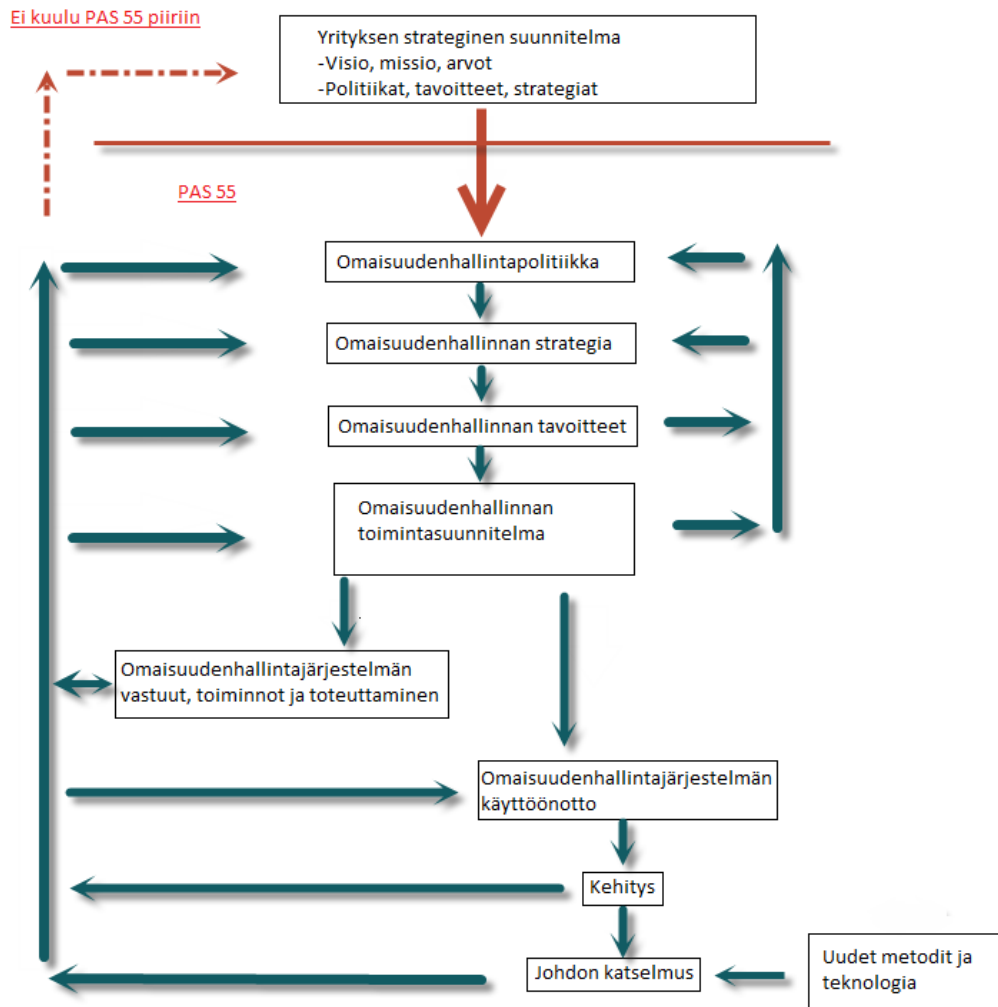 Ei kuulu PAS 55 piiriin
Yrityksen strateginen suunnitelma
-Visio, missio, arvot
-Politiikat, tavoitteet, strategiat
PAS 55
Omaisuudenhallintapolitiikka
Omaisuudenhallinnan strategia
Omaisuudenhallinnan tavoitteet
Omaisuudenhallinnan
toimintasuunnitelma
Omaisuudenhallintajärjestelmän
vastuut, toiminnot ja toteuttaminen
Omaisuudenhallintajärjestelmän
käyttöönotto
Kehitys
Johdon katselmus
Uudet metodit ja
teknologia